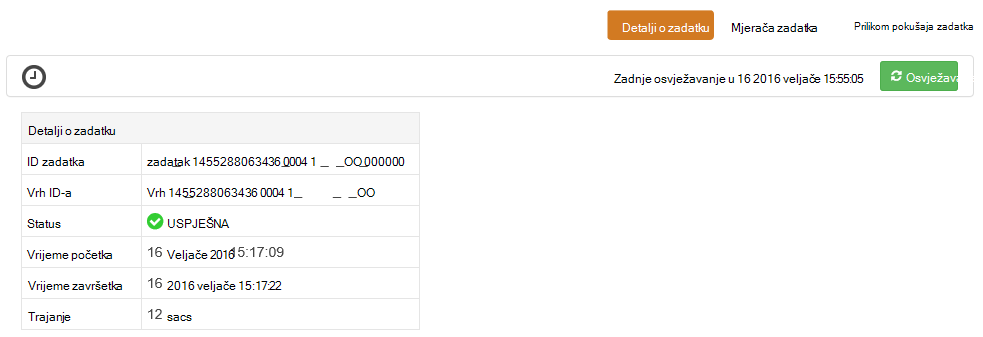 Detalji o zadatku Mjerača zadatka Prilikom pokušaja zadatka
Zadnje osvježavanje u 16 2016 veljače 15:55:05 Osvježava
Detalji o zadatku
ID zadatka zadatak 1455288063436 0004 1 _ _ _OO_000000
Vrh ID-a Vrh 1455288063436 0004 1_ _ _OO
Status USPJEŠNA
Vrijeme početka 16 Veljače 2016 15:17:09
Vrijeme završetka 16 2016 veljače 15:17:22
Trajanje 12 sacs